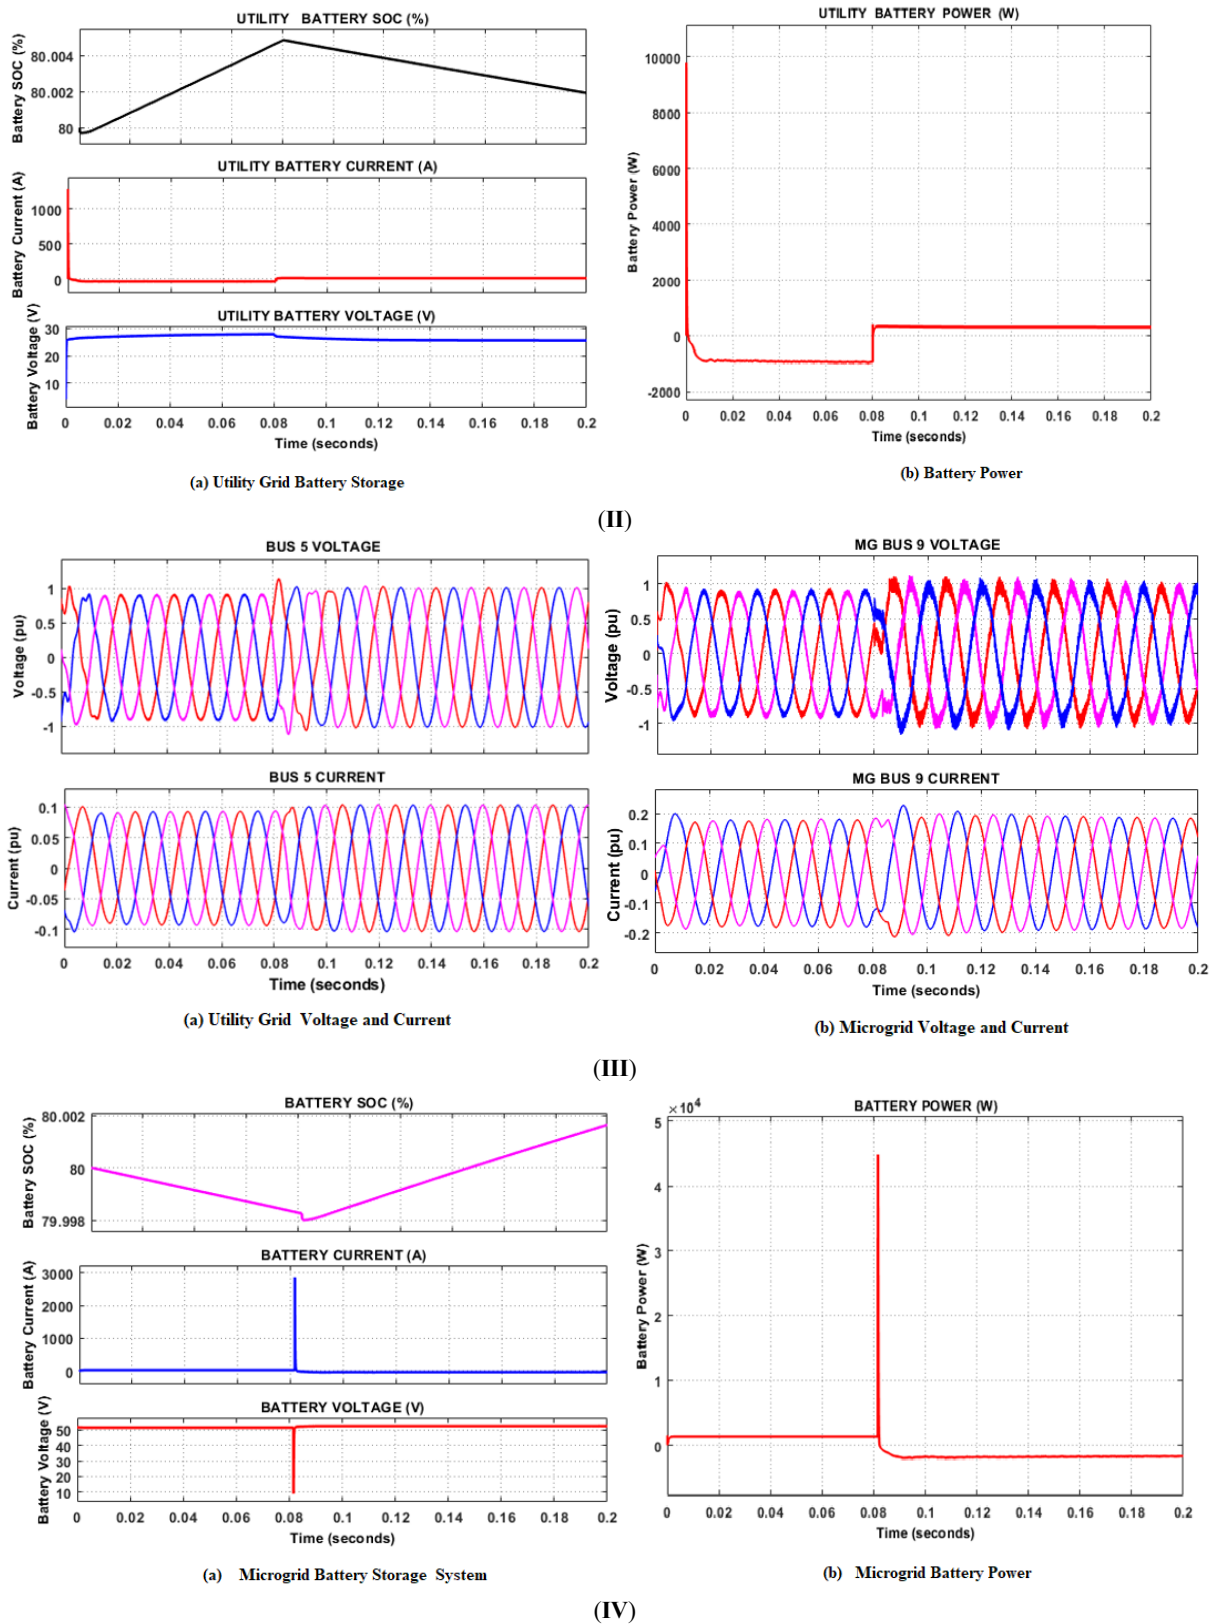 UTILITY BATTERY SOC (%)
Battery SOC (%)
80.004
80.002
80
UTILITY BATTERY CURRENT (A)
Battery Current (A)
1000
500
0
UTILITY BATTERY VOLTAGE (V)
Battery Voltage (V)
30
20
10
0 0.02 0.04 0.06 0.08 0.1 0.12 0.14 0.16 0.18 0.2
Time (seconds)
(a) Utility Grid Battery Storage
UTILITY BATTERY POWER (W)
Battery Power (W)
10000
8000
6000
4000
2000
0
-2000
0 0.02 0.04 0.06 0.08 0.1 0.12 0.14 0.16 0.18 0.2
Time (seconds)
(b) Battery Power
(II)
BUS 5 VOLTAGE
Voltage (pu)
1
0.5
0
-0.5
-1
BUS 5 CURRENT
Current (pu)
0.1
0.05
0
-0.05
-0.1
0 0.02 0.04 0.06 0.08 0.1 0.12 0.14 0.16 0.18 0.2
Time (seconds)
(a) Utility Grid Voltage and Current
MG BUS 9 VOLTAGE
Voltage (pu)
1
0.5
0
-0.5
-1
MG BUS 9 CURRENT
Current (pu)
0.2
0.1
0
-0.1
-0.2
0 0.02 0.04 0.06 0.08 0.1 0.12 0.14 0.16 0.18 0.2
Time (seconds)
(b) Microgrid Voltage and Current
(III)
BATTERY SOC (%)
Battery SOC (%)
80.002
80
79.998
BATTERY CURRENT (A)
Battery Current (A)
3000
2000
1000
0
BATTERY VOLTAGE (V)
Battery Voltage (V)
50
40
30
20
10
0 0.02 0.04 0.06 0.08 0.1 0.12 0.14 0.16 0.18 0.2
Time (seconds)
(a) Microgrid Battery Storage System
BATTERY POWER (W)
×10⁴
Battery Power (W)
5
4
3
2
1
0
0 0.02 0.04 0.06 0.08 0.1 0.12 0.14 0.16 0.18 0.2
Time (seconds)
(b) Microgrid Battery Power
(IV)